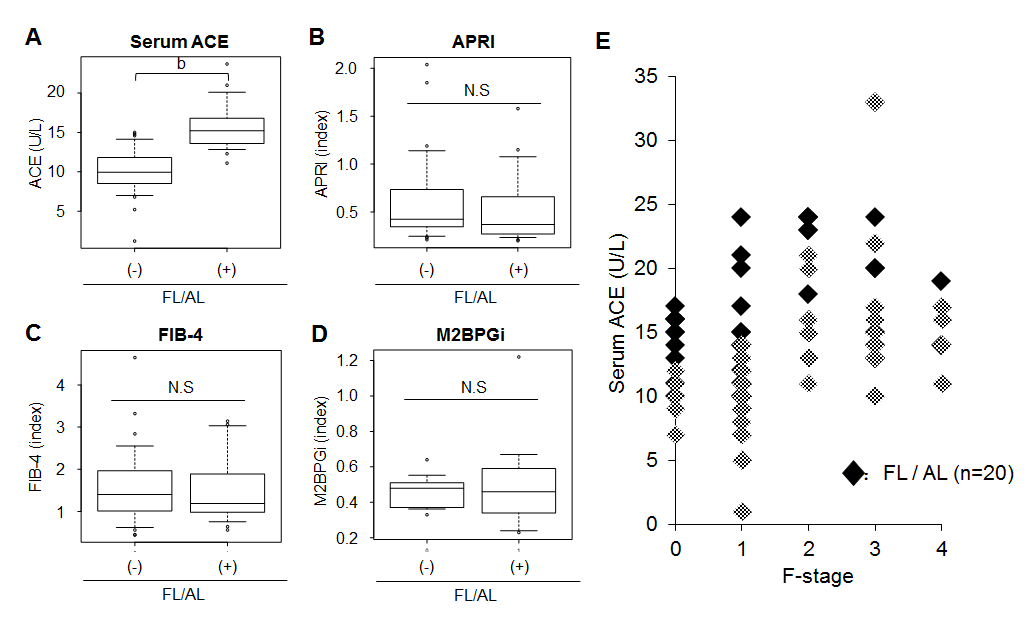 A
Serum ACE
b
ACE (U/L)
20
15
10
5
(-)
(+)
FL/AL
B
APRI
N.S
APRI (index)
2.0
1.5
1.0
0.5
(-)
(+)
FL/AL
C
FIB-4
N.S
FIB-4 (index)
4
3
2
1
(-)
(+)
FL/AL
D
M2BPGi
N.S
M2BPGi (index)
1.2
1.0
0.8
0.6
0.4
0.2
(-)
(+)
FL/AL
E
Serum ACE (U/L)
35
30
25
20
15
10
5
0
0 1 2 3 4
F-stage
: FL / AL (n=20)